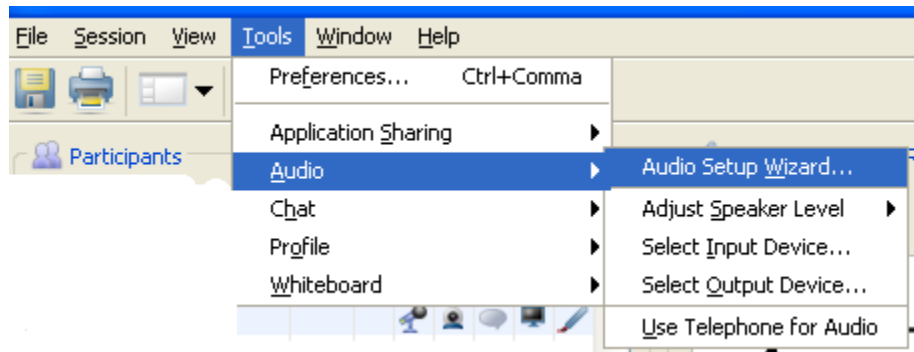 File Session View Tools Window Help
Preferences... Ctrl+Comma
Application Sharing
Participants
Audio
Audio Setup Wizard...
Chat
Adjust Speaker Level
Profile
Select Input Device...
Whiteboard
Select Output Device...
Use Telephone for Audio